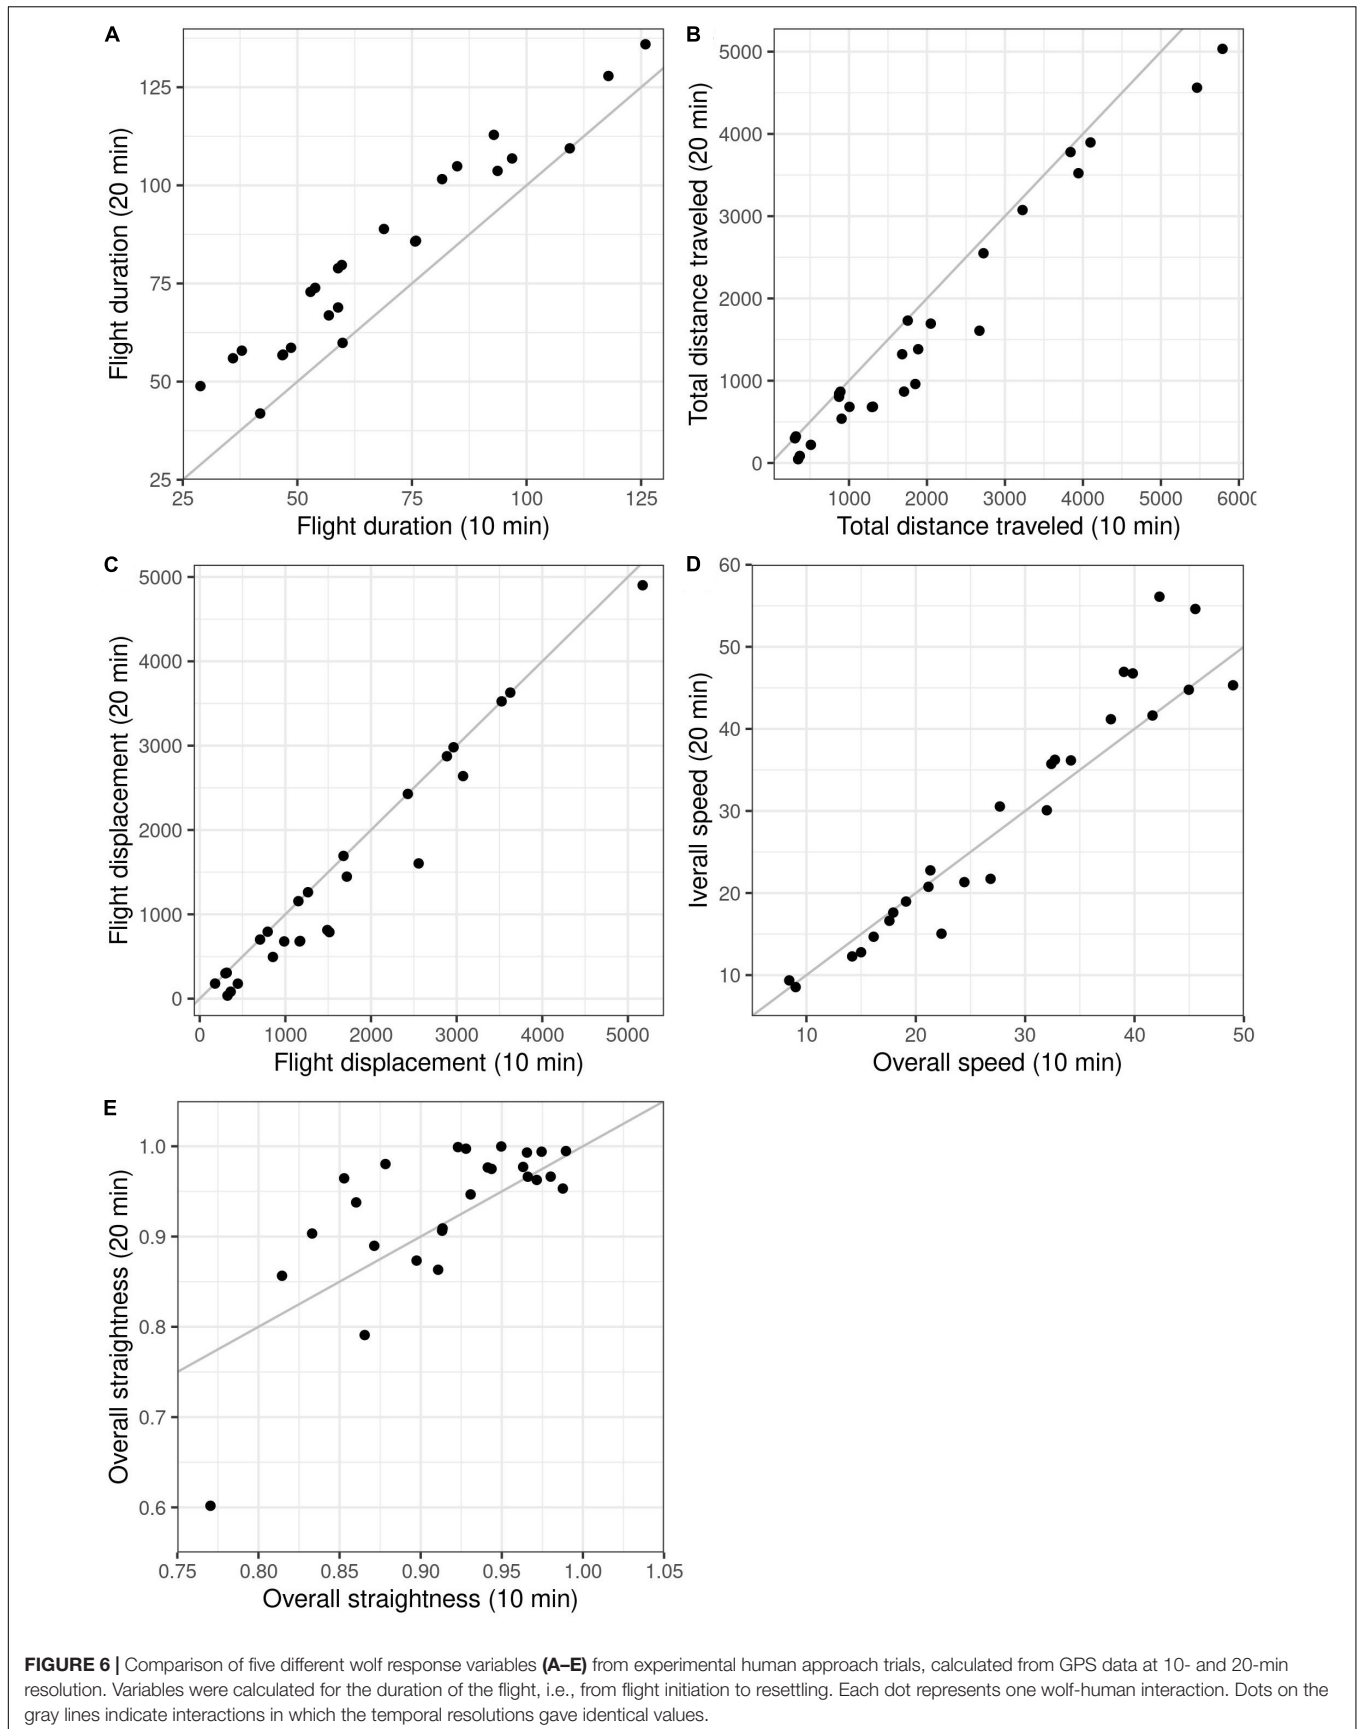 A
Flight duration (20 min)
125
100
75
50
25
25 50 75 100 125
Flight duration (10 min)
B
Total distance traveled (20 min)
5000
4000
3000
2000
1000
0
1000 2000 3000 4000 5000 600
Total distance traveled (10 min)
C
Flight displacement (20 min)
5000
4000
3000
2000
1000
0
0 1000 2000 3000 4000 5000
Flight displacement (10 min)
D
Iverall speed (20 min)
60
50
40
30
20
10
10 20 30 40 50
Overall speed (10 min)
E
Overall straightness (20 min)
1.0
0.9
0.8
0.7
0.6
0.75 0.80 0.85 0.90 0.95 1.00 1.05
Overall straightness (10 min)
FIGURE 6 | Comparison of five different wolf response variables (A–E) from experimental human approach trials, calculated from GPS data at 10- and 20-min
resolution. Variables were calculated for the duration of the flight, i.e., from flight initiation to resettling. Each dot represents one wolf-human interaction. Dots on the
gray lines indicate interactions in which the temporal resolutions gave identical values.